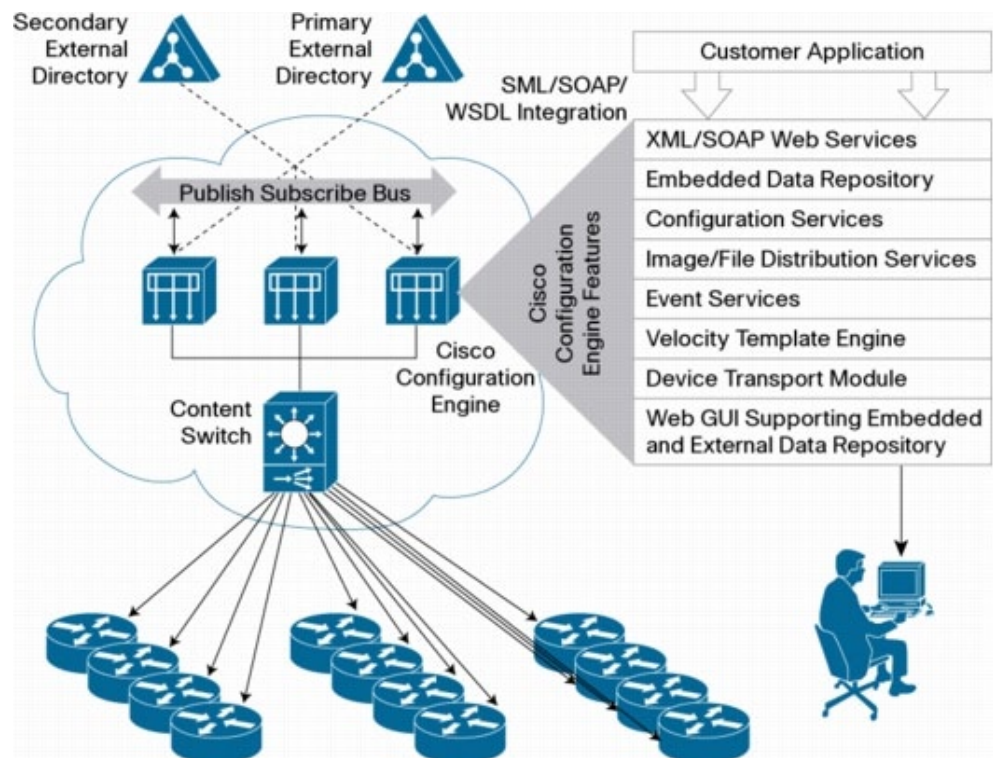 Secondary
External
Directory
Primary
External
Directory
SML/SOAP/
WSDL Integration
Customer Application
Publish Subscribe Bus
Cisco
Configuration
Engine
Content
Switch
Cisco
Configuration
Engine Features
XML/SOAP Web Services
Embedded Data Repository
Configuration Services
Image/File Distribution Services
Event Services
Velocity Template Engine
Device Transport Module
Web GUI Supporting Embedded
and External Data Repository